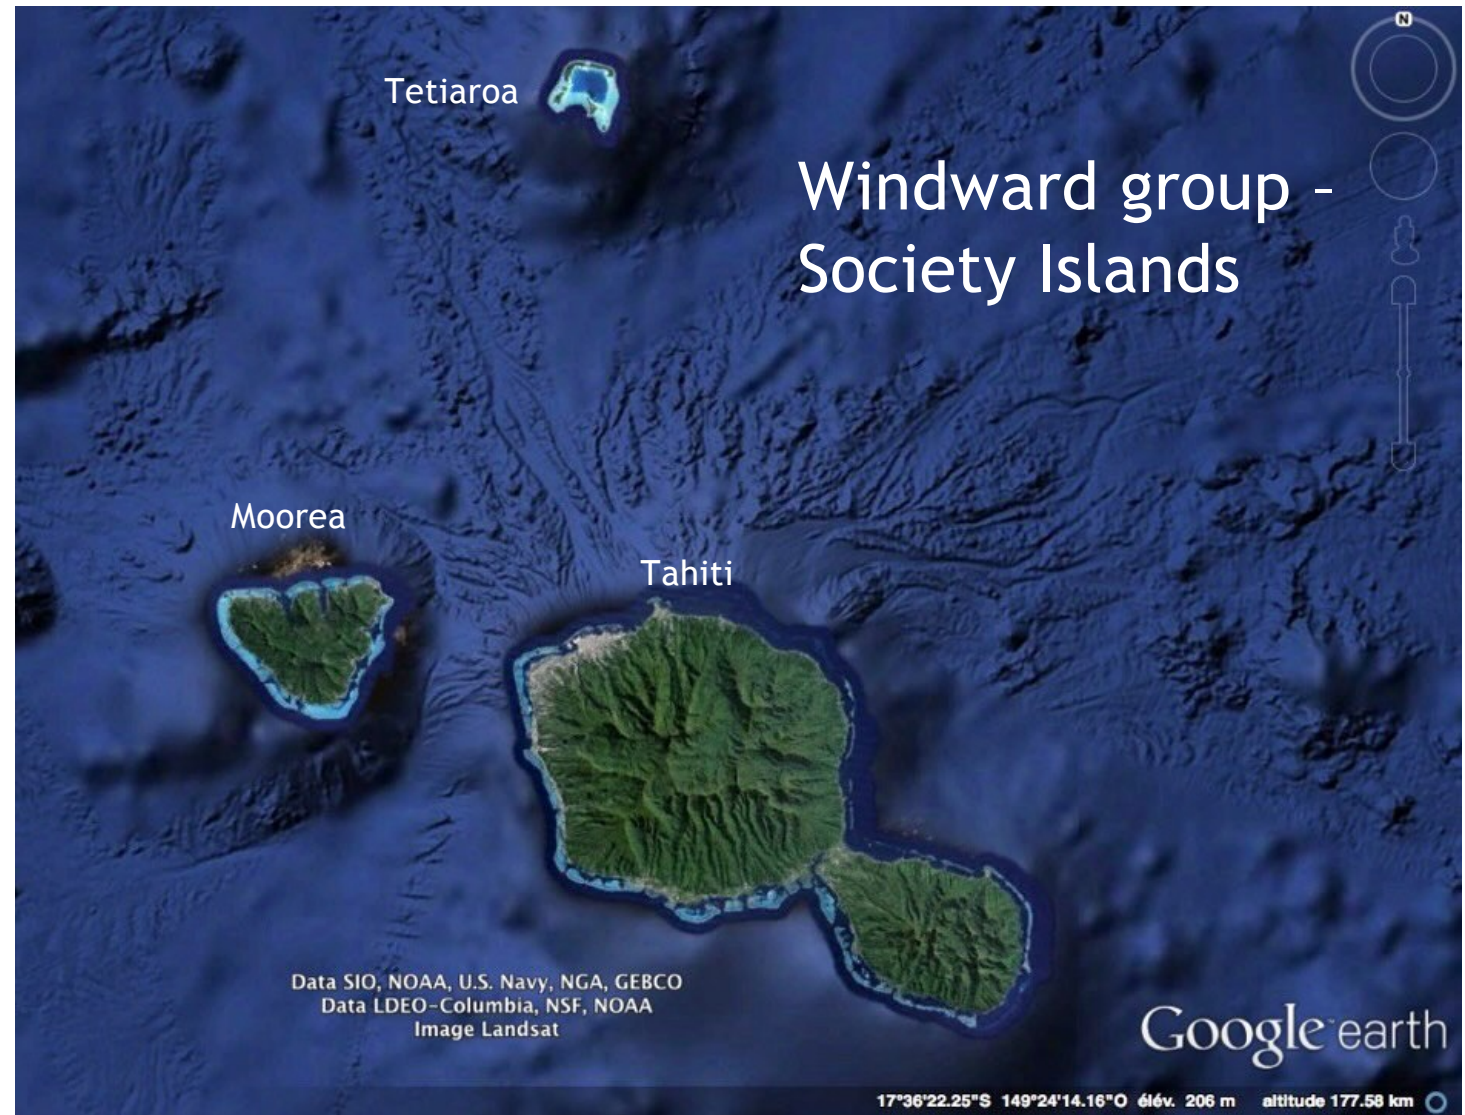 N
Tetiaroa
Windward group –
Society Islands
Moorea
Tahiti
Data SIO, NOAA, U.S. Navy, NGA, GEBCO
Data LDEO-Columbia, NSF, NOAA
Image Landsat
Google earth
17°36'22.25"S 149°24'14.16"O élév. 206 m altitude 177.58 km